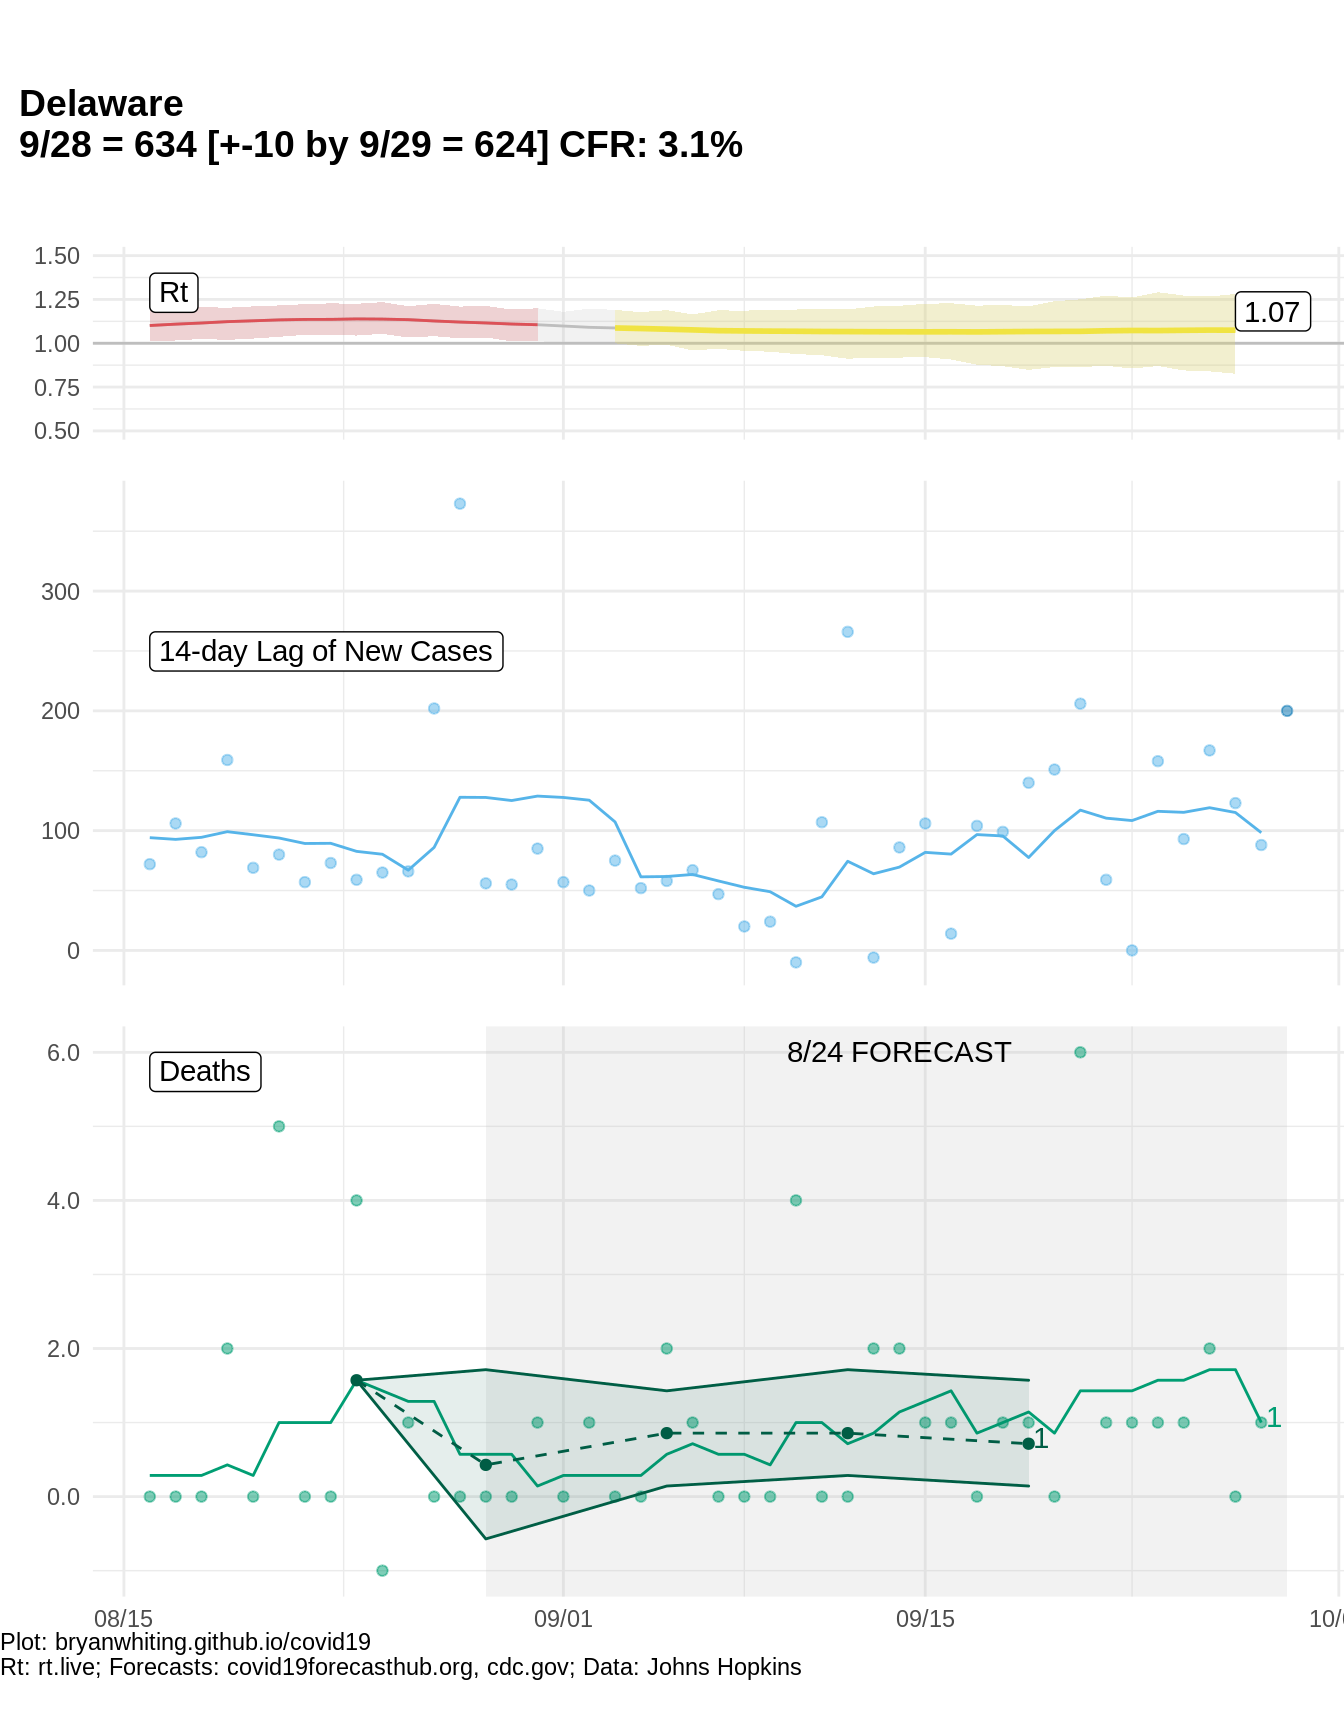 Delaware
9/28 = 634 [+-10 by 9/29 = 624] CFR: 3.1%
1.50
1.25
1.00
0.75
0.50
Rt
1.07
300
200
100
0
14-day Lag of New Cases
6.0
4.0
2.0
0.0
Deaths
8/24 FORECAST
1
1
08/15
09/01
09/15
10/
Plot: bryanwhiting.github.io/covid19
Rt: rt.live; Forecasts: covid19forecasthub.org, cdc.gov; Data: Johns Hopkins